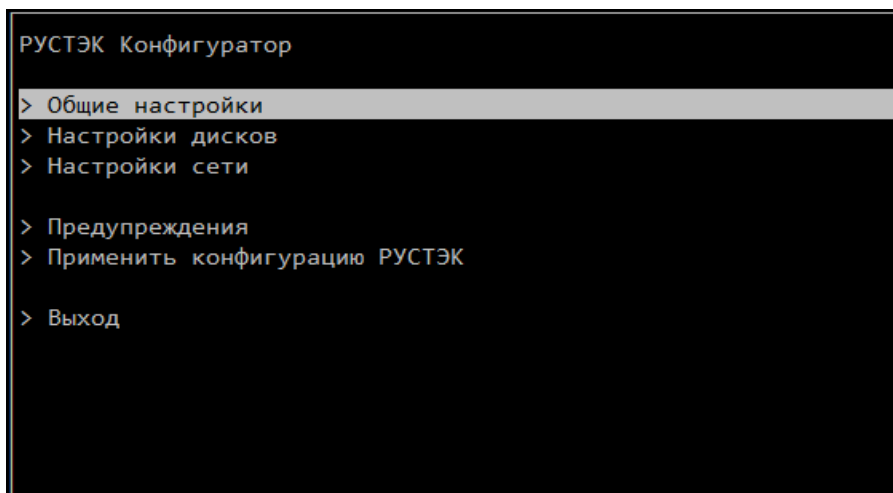 РУСТЭК Конфигуратор
> Общие настройки
> Настройки дисков
> Настройки сети
> Предупреждения
> Применить конфигурацию РУСТЭК
> Выход